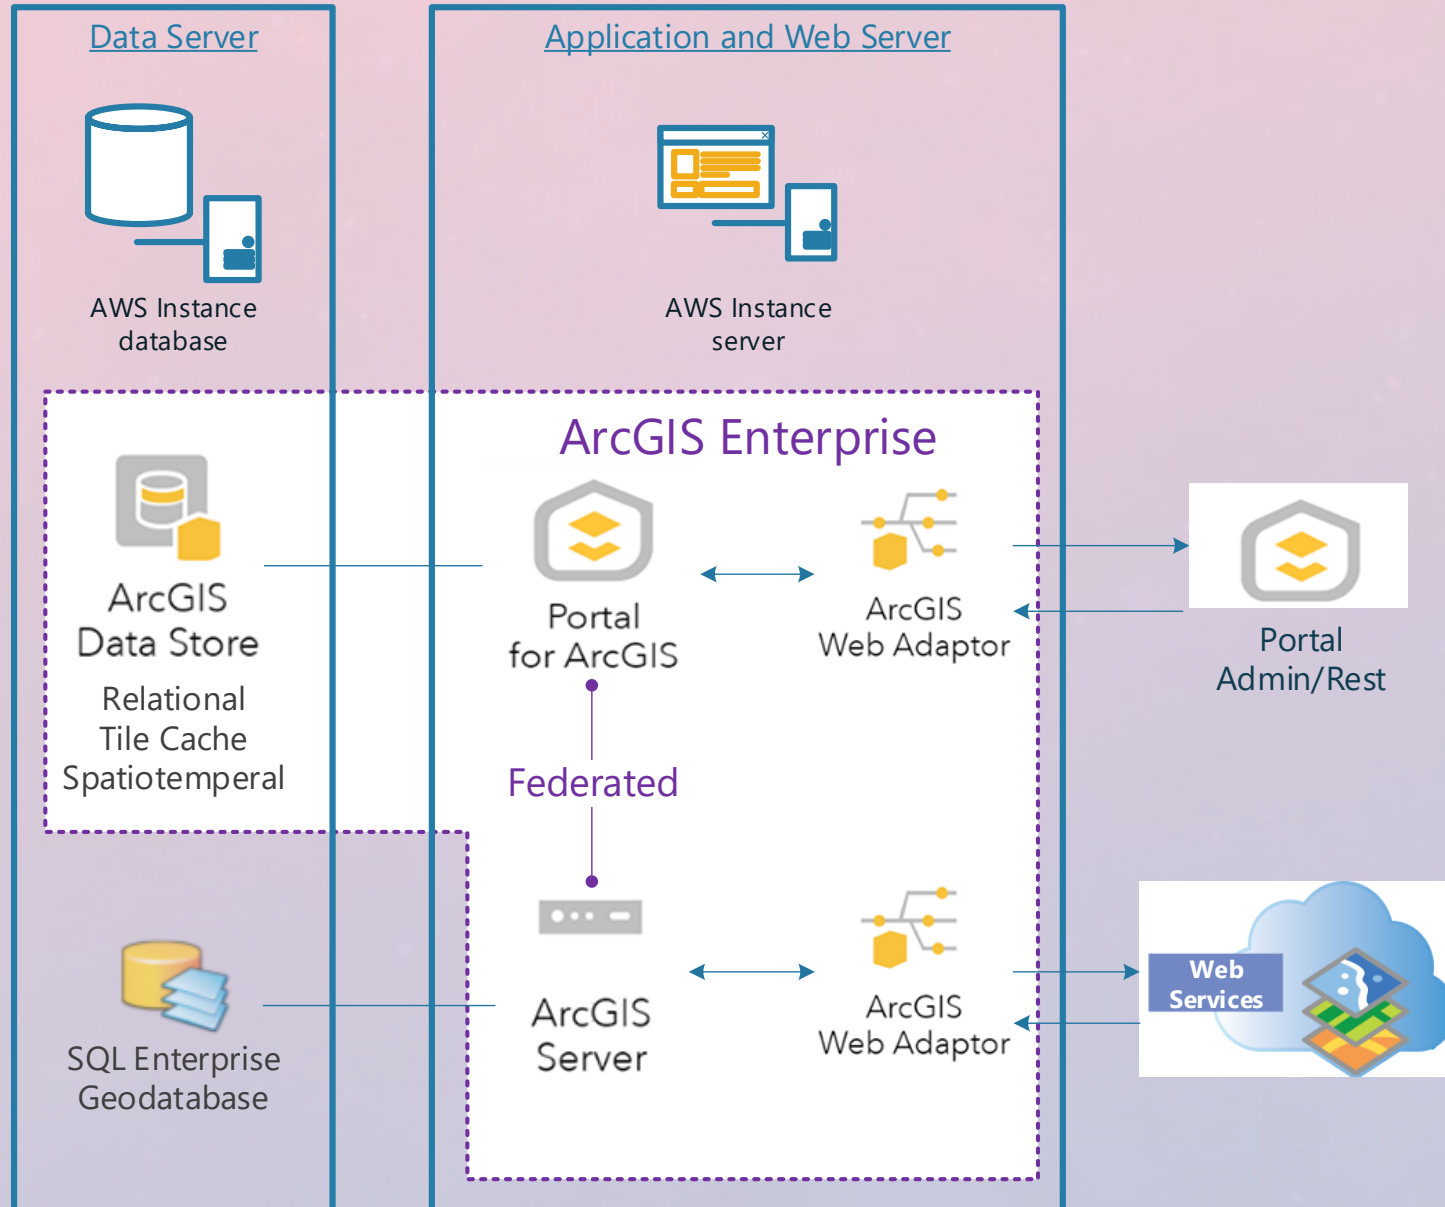 Data Server
Application and Web Server
AWS Instance
database
AWS Instance
server
ArcGIS Enterprise
ArcGIS
Data Store
Relational
Tile Cache
Spatiotemperal
Portal
for ArcGIS
ArcGIS
Web Adaptor
Portal
Admin/Rest
Federated
SQL Enterprise
Geodatabase
ArcGIS
Server
ArcGIS
Web Adaptor
Web
Services